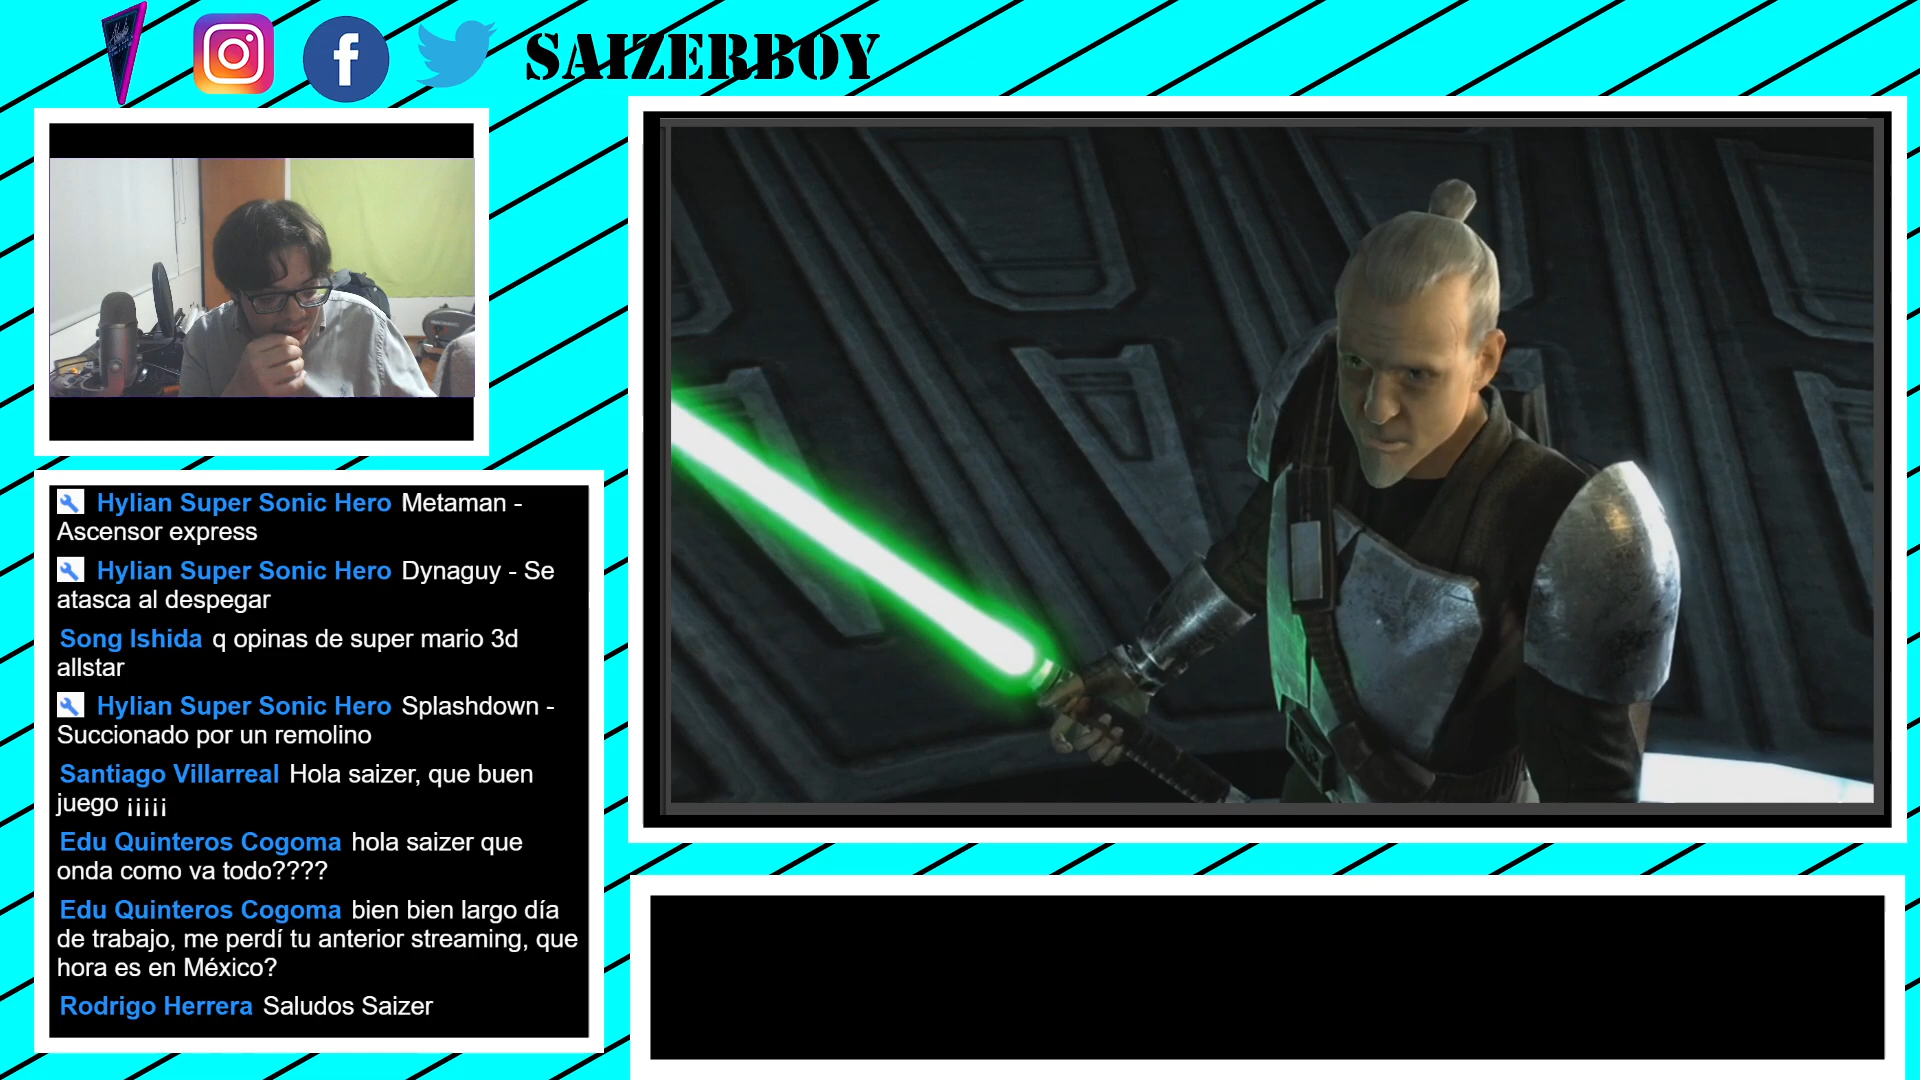 SAIZERBOY
Hylian Super Sonic Hero Metaman -
Ascensor express
Hylian Super Sonic Hero Dynaguy - Se
atasca al despegar
Song Ishida q opinas de super mario 3d
allstar
Hylian Super Sonic Hero Splashdown -
Succionado por un remolino
Santiago Villarreal Hola saizer, que buen
juego ¡¡¡¡¡
Edu Quinteros Cogoma hola saizer que
onda como va todo????
Edu Quinteros Cogoma bien bien largo día
de trabajo, me perdí tu anterior streaming, que
hora es en México?
Rodrigo Herrera Saludos Saizer